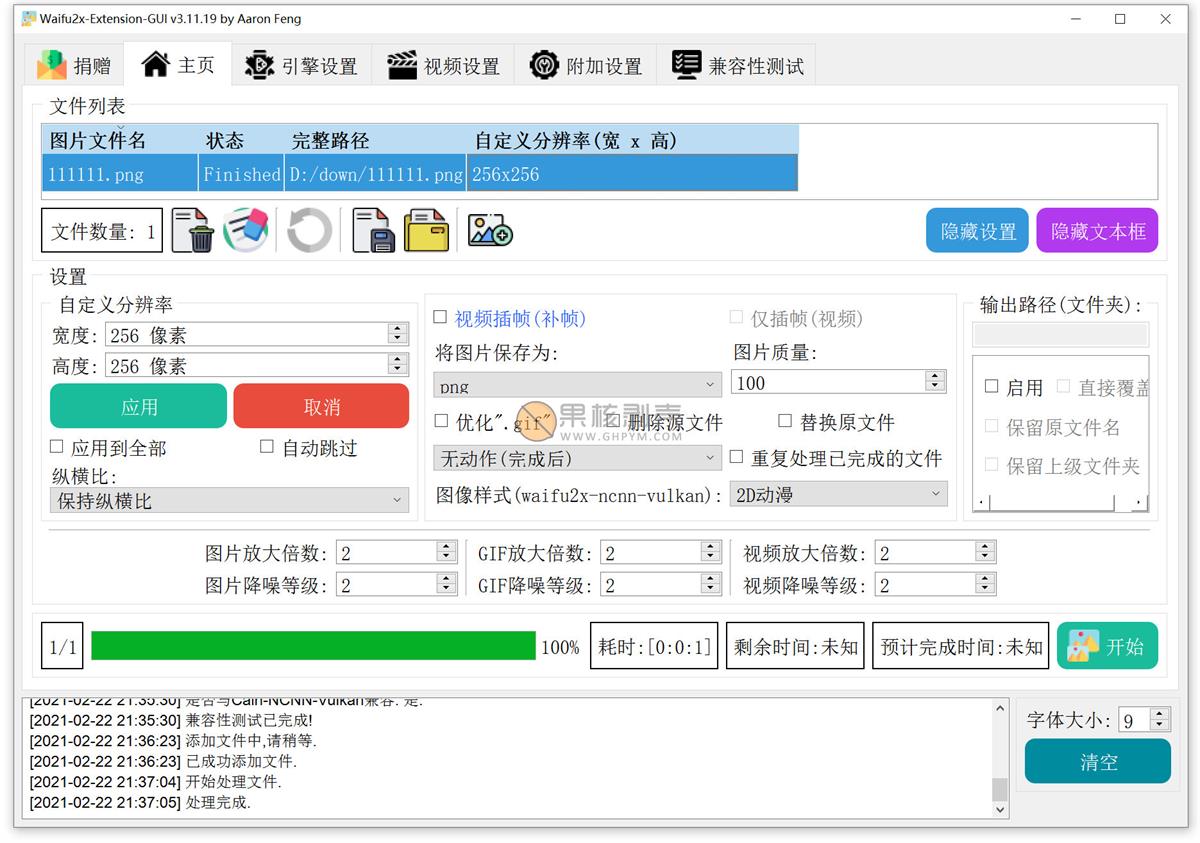 Waifu2x-Extension-GUI v3.11.19 by Aaron Feng
捐赠 主页 引擎设置 视频设置 附加设置 兼容性测试
文件列表
图片文件名 状态 完整路径 自定义分辨率(宽 x 高)
111111.png Finished D:/down/111111.png 256x256
文件数量: 1 隐藏设置 隐藏文本框
设置
自定义分辨率
宽度: 256 像素
高度: 256 像素
应用 取消
应用到全部 自动跳过
纵横比:
保持纵横比
视频插帧(补帧) 仅插帧(视频)
将图片保存为: 图片质量:
png 100
优化".gif" 删除源文件 替换原文件
无动作(完成后) 重复处理已完成的文件
图像样式(waifu2x-ncnn-vulkan): 2D动漫
果核剥壳
WWW.GHPYM.COM
输出路径(文件夹):
启用 直接覆盖
保留原文件名
保留上级文件夹
图片放大倍数: 2 GIF放大倍数: 2 视频放大倍数: 2
图片降噪等级: 2 GIF降噪等级: 2 视频降噪等级: 2
1/1 100% 耗时:[0:0:1] 剩余时间:未知 预计完成时间:未知 开始
[2021-02-22 21:35:30] 是否与Cain-NCNN-Vulkan兼容: 是.
[2021-02-22 21:35:30] 兼容性测试已完成!
[2021-02-22 21:36:23] 添加文件中,请稍等.
[2021-02-22 21:36:23] 已成功添加文件.
[2021-02-22 21:37:04] 开始处理文件.
[2021-02-22 21:37:05] 处理完成.
字体大小: 9
清空